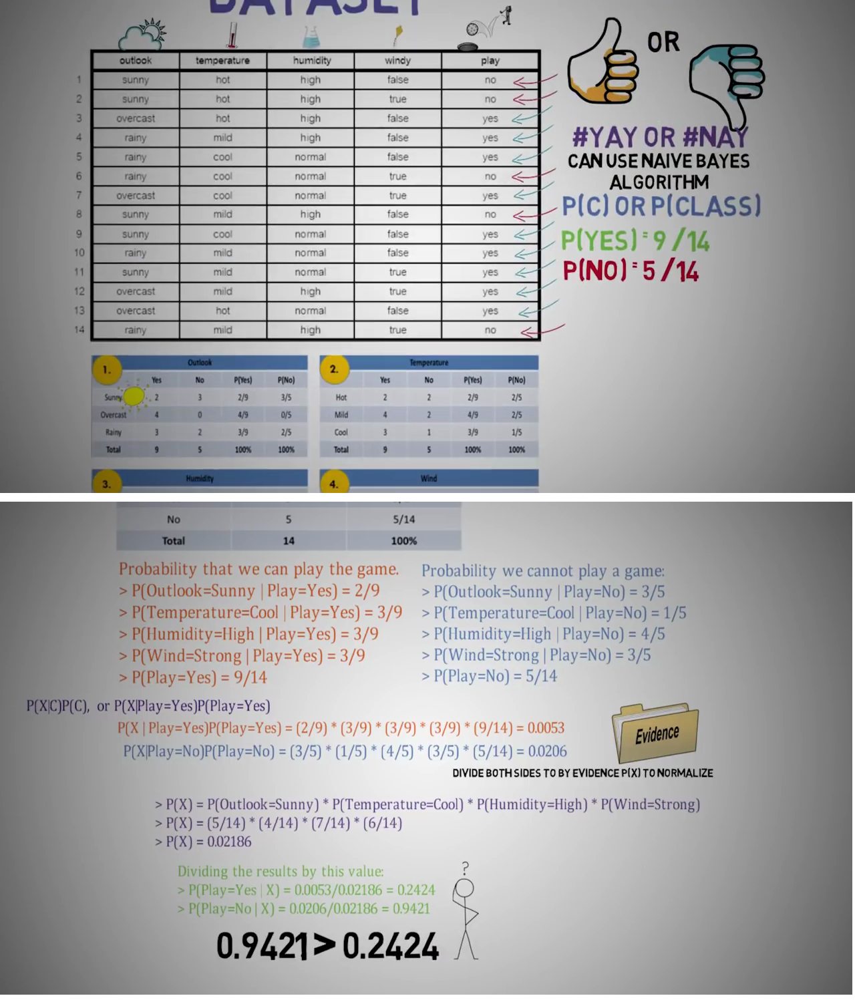 DATASET
outlook temperature humidity windy play
1 sunny hot high false no
2 sunny hot high true no
3 overcast hot high false yes
4 rainy mild high false yes
5 rainy cool normal false yes
6 rainy cool normal true no
7 overcast cool normal true yes
8 sunny mild high false no
9 sunny cool normal false yes
10 rainy mild normal false yes
11 sunny mild normal true yes
12 overcast mild high true yes
13 overcast hot normal false yes
14 rainy mild high true no
OR
#YAY OR #NAY
CAN USE NAIVE BAYES
ALGORITHM
P(C) OR P(CLASS)
P(YES) = 9/14
P(NO) = 5/14
1. Outlook
Yes No P(Yes) P(No)
Sunny 2 3 2/9 3/5
Overcast 4 0 4/9 0/5
Rainy 3 2 3/9 2/5
Total 9 5 100% 100%
2. Temperature
Yes No P(Yes) P(No)
Hot 2 2 2/9 2/5
Mild 4 2 4/9 2/5
Cool 3 1 3/9 1/5
Total 9 5 100% 100%
3. Humidity
4. Wind
No 5 5/14
Total 14 100%
Probability that we can play the game.
> P(Outlook=Sunny | Play=Yes) = 2/9
> P(Temperature=Cool | Play=Yes) = 3/9
> P(Humidity=High | Play=Yes) = 3/9
> P(Wind=Strong | Play=Yes) = 3/9
> P(Play=Yes) = 9/14
Probability we cannot play a game:
> P(Outlook=Sunny | Play=No) = 3/5
> P(Temperature=Cool | Play=No) = 1/5
> P(Humidity=High | Play=No) = 4/5
> P(Wind=Strong | Play=No) = 3/5
> P(Play=No) = 5/14
P(X|C)P(C), or P(X|Play=Yes)P(Play=Yes)
P(X | Play=Yes)P(Play=Yes) = (2/9) * (3/9) * (3/9) * (3/9) * (9/14) = 0.0053
P(X|Play=No)P(Play=No) = (3/5) * (1/5) * (4/5) * (3/5) * (5/14) = 0.0206
Evidence
DIVIDE BOTH SIDES TO BY EVIDENCE P(X) TO NORMALIZE
> P(X) = P(Outlook=Sunny) * P(Temperature=Cool) * P(Humidity=High) * P(Wind=Strong)
> P(X) = (5/14) * (4/14) * (7/14) * (6/14)
> P(X) = 0.02186
Dividing the results by this value:
> P(Play=Yes | X) = 0.0053/0.02186 = 0.2424
> P(Play=No | X) = 0.0206/0.02186 = 0.9421
?
0.9421 > 0.2424